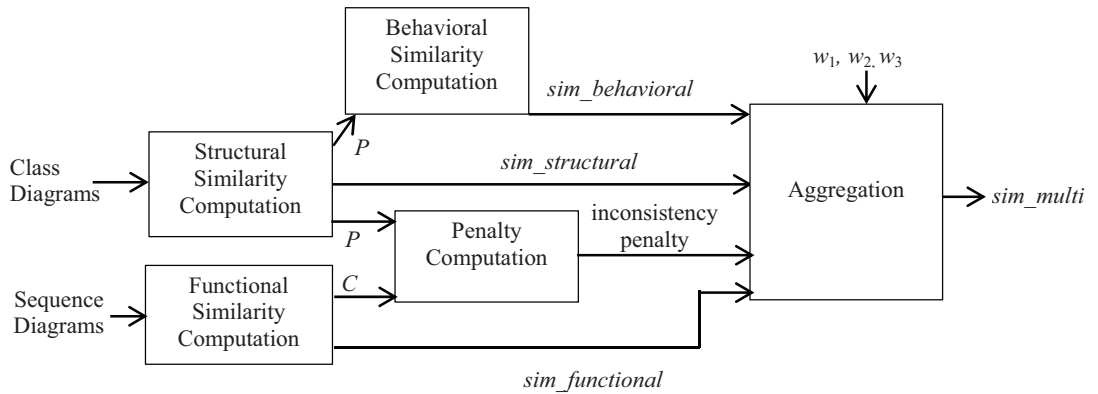 Behavioral
Similarity
Computation
w1, w2, w3
sim_behavioral
P
Class
Diagrams
Structural
Similarity
Computation
sim_structural
Aggregation
sim_multi
P
Penalty
Computation
inconsistency
penalty
Sequence
Diagrams
Functional
Similarity
Computation
C
sim_functional